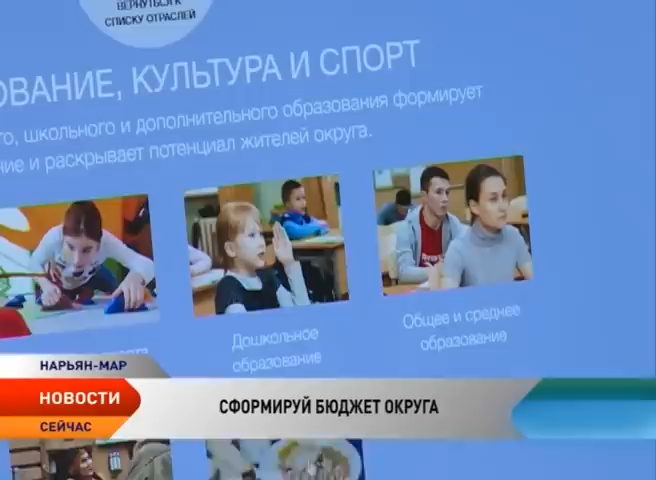 ВЕРНУТЬСЯ К
СПИСКУ ОТРАСЛЕЙ
ОВАНИЕ, КУЛЬТУРА И СПОРТ
го, школьного и дополнительного образования формирует
ние и раскрывает потенциал жителей округа.
Дошкольное
образование
Общее и среднее
образование
НАРЬЯН-МАР
НОВОСТИ
СЕЙЧАС
СФОРМИРУЙ БЮДЖЕТ ОКРУГА